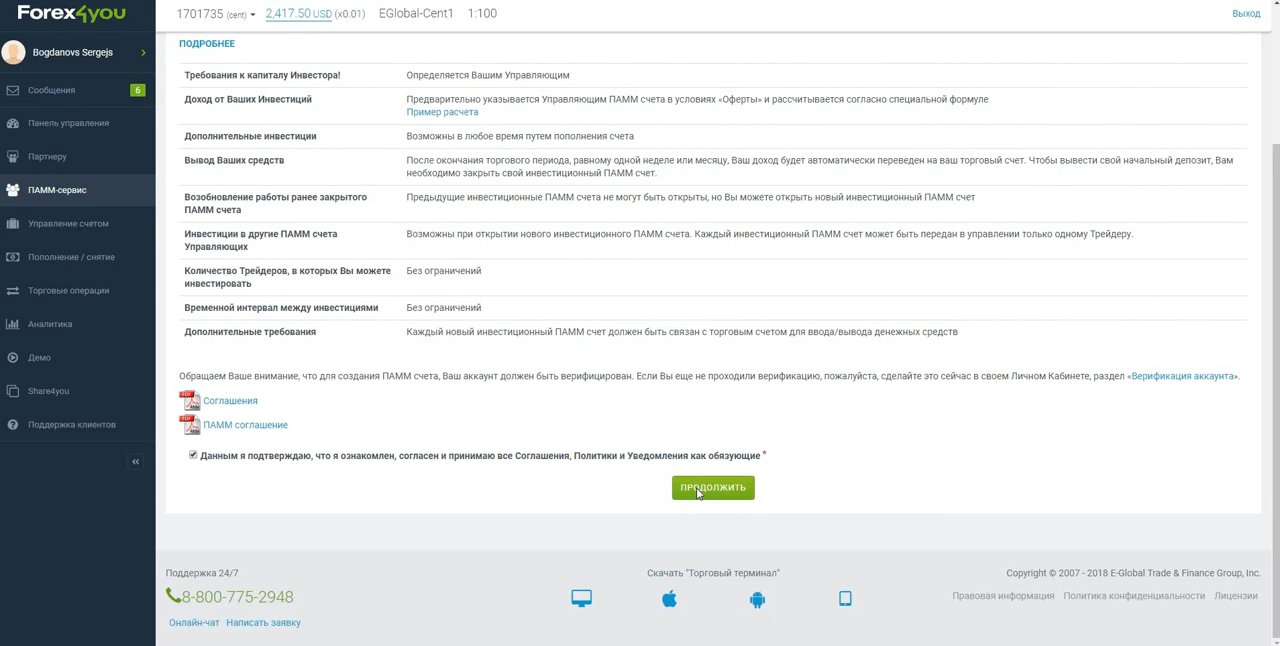 Forex4you
1701735 (cent) 2,417.50 USD (x0.01) EGlobal-Cent1 1:100
Выход
Bogdanovs Sergejs
Сообщения 6
Панель управления
Партнеру
ПАММ-сервис
Управление счетом
Пополнение / снятие
Торговые операции
Аналитика
Демо
Share4you
Поддержка клиентов
«
ПОДРОБНЕЕ
Требования к капиталу Инвестора! Определяется Вашим Управляющим
Доход от Ваших Инвестиций Предварительно указывается Управляющим ПАММ счета в условиях «Оферты» и рассчитывается согласно специальной формуле
Пример расчета
Дополнительные инвестиции Возможны в любое время путем пополнения счета
Вывод Ваших средств После окончания торгового периода, равному одной неделе или месяцу, Ваш доход будет автоматически переведен на ваш торговый счет. Чтобы вывести свой начальный депозит, Вам
необходимо закрыть свой инвестиционный ПАММ счет.
Возобновление работы ранее закрытого Предыдущие инвестиционные ПАММ счета не могут быть открыты, но Вы можете открыть новый инвестиционный ПАММ счет
ПАММ счета
Инвестиции в другие ПАММ счета Возможны при открытии нового инвестиционного ПАММ счета. Каждый инвестиционный ПАММ счет может быть передан в управлении только одному Трейдеру.
Управляющих
Количество Трейдеров, в которых Вы можете Без ограничений
инвестировать
Временной интервал между инвестициями Без ограничений
Дополнительные требования Каждый новый инвестиционный ПАММ счет должен быть связан с торговым счетом для ввода/вывода денежных средств
Обращаем Ваше внимание, что для создания ПАММ счета, Ваш аккаунт должен быть верифицирован. Если Вы еще не проходили верификацию, пожалуйста, сделайте это сейчас в своем Личном Кабинете, раздел «Верификация аккаунта».
Соглашения
ПАММ соглашение
Данным я подтверждаю, что я ознакомлен, согласен и принимаю все Соглашения, Политики и Уведомления как обязующие *
ПРОДОЛЖИТЬ
Поддержка 24/7
8-800-775-2948
Онлайн-чат Написать заявку
Скачать "Торговый терминал"
Copyright © 2007 - 2018 E-Global Trade & Finance Group, Inc.
Правовая информация Политика конфиденциальности Лицензии